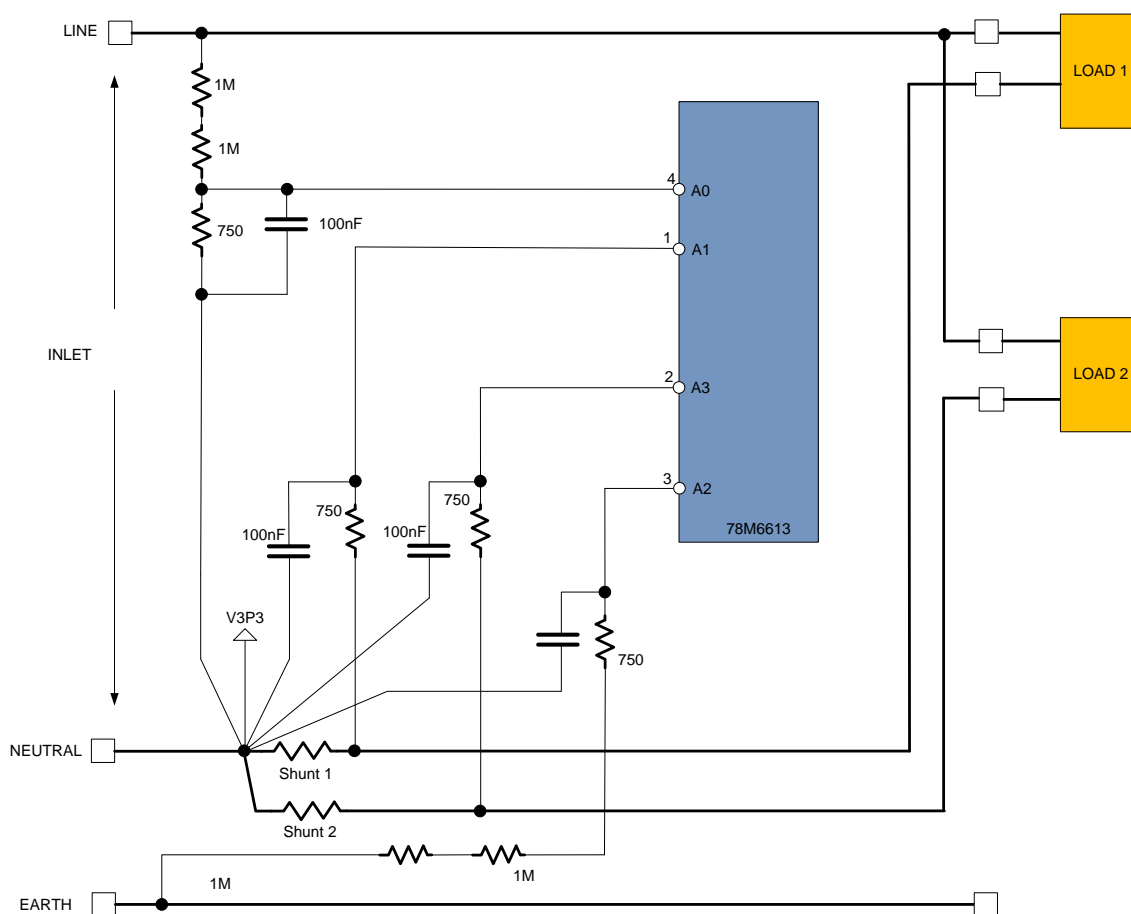 LINE
LOAD 1
1M
1M
4
A0
750
100nF
1
A1
INLET
LOAD 2
2
A3
3
A2
750
750
100nF
100nF
78M6613
V3P3
750
NEUTRAL
Shunt 1
Shunt 2
1M
1M
EARTH